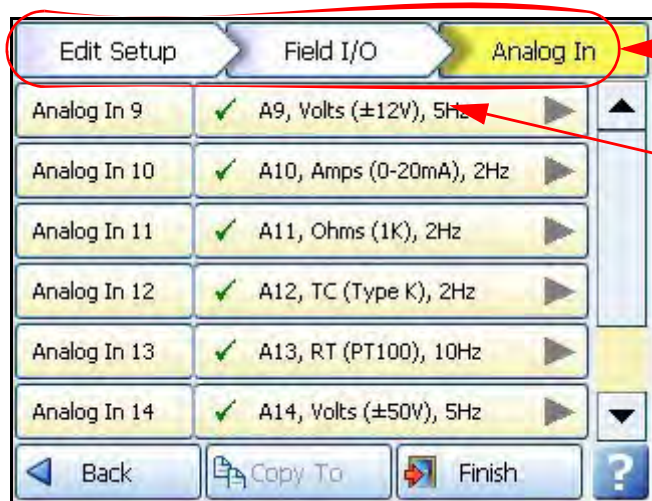 Edit Setup Field I/O Analog In
Analog In 9 ✓ A9, Volts (±12V), 5Hz
Analog In 10 ✓ A10, Amps (0-20mA), 2Hz
Analog In 11 ✓ A11, Ohms (1K), 2Hz
Analog In 12 ✓ A12, TC (Type K), 2Hz
Analog In 13 ✓ A13, RT (PT100), 10Hz
Analog In 14 ✓ A14, Volts (±50V), 5Hz
Back Copy To Finish ?